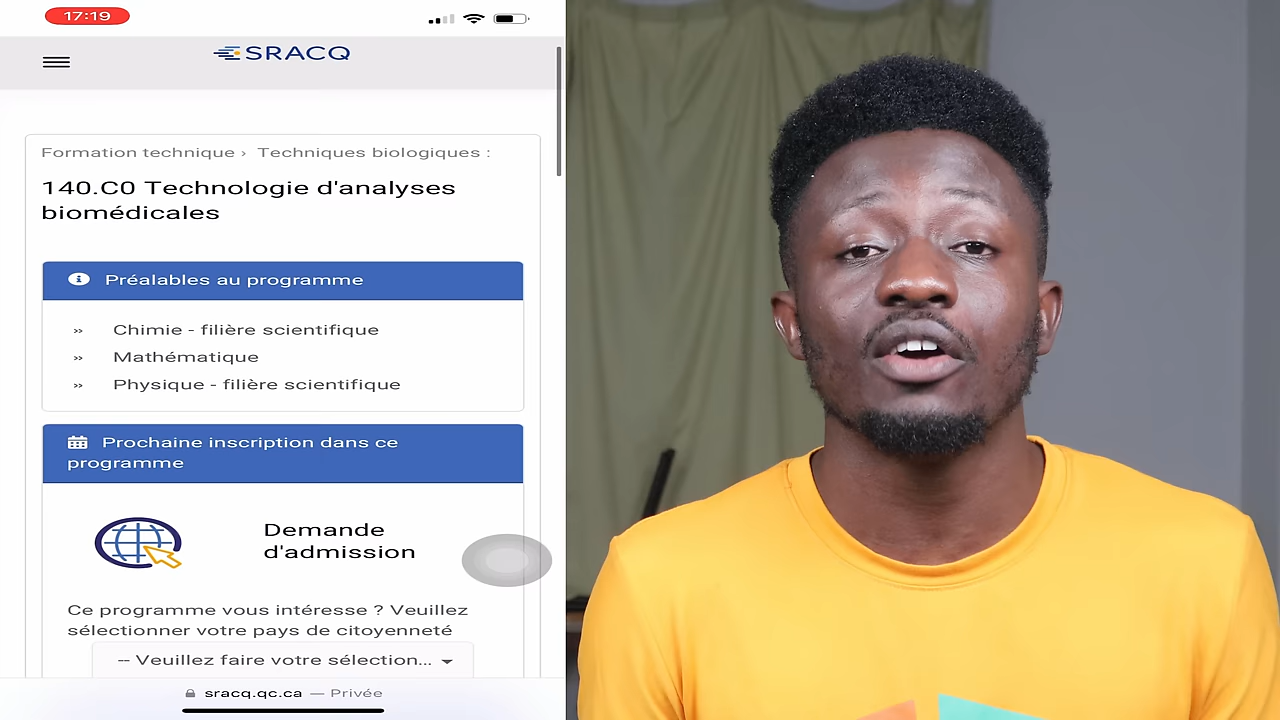 17:19
SRACQ
Formation technique › Techniques biologiques :
140.C0 Technologie d'analyses
biomédicales
Préalables au programme
» Chimie - filière scientifique
» Mathématique
» Physique - filière scientifique
Prochaine inscription dans ce
programme
Demande
d'admission
Ce programme vous intéresse ? Veuillez
sélectionner votre pays de citoyenneté
-- Veuillez faire votre sélection...
sracq.qc.ca — Privée